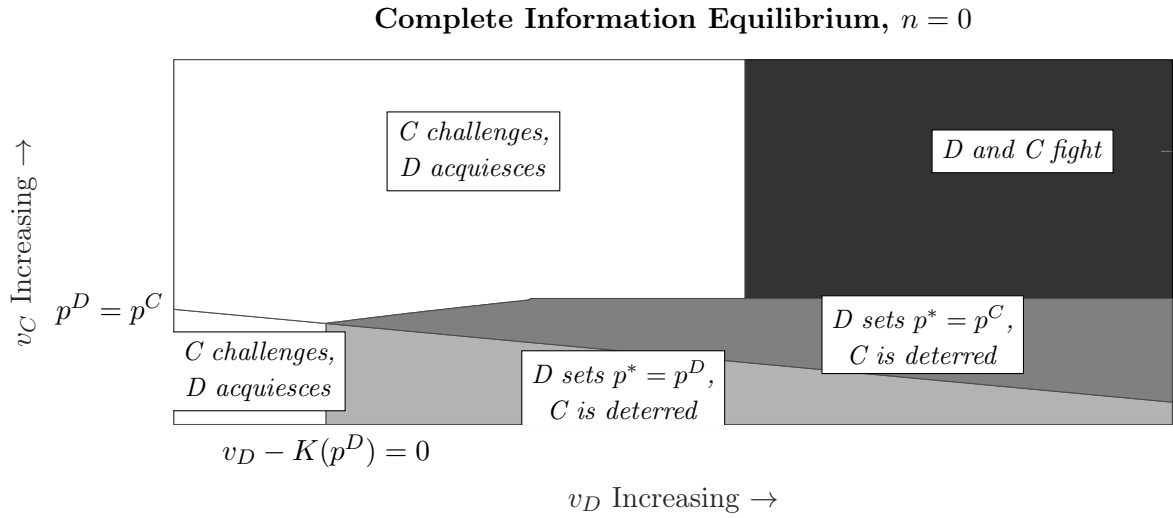 Complete Information Equilibrium, n = 0
C challenges,
D acquiesces
D and C fight
v_C Increasing →
p^D = p^C
D sets p* = p^C,
C is deterred
C challenges,
D acquiesces
D sets p* = p^D,
C is deterred
v_D − K(p^D) = 0
v_D Increasing →